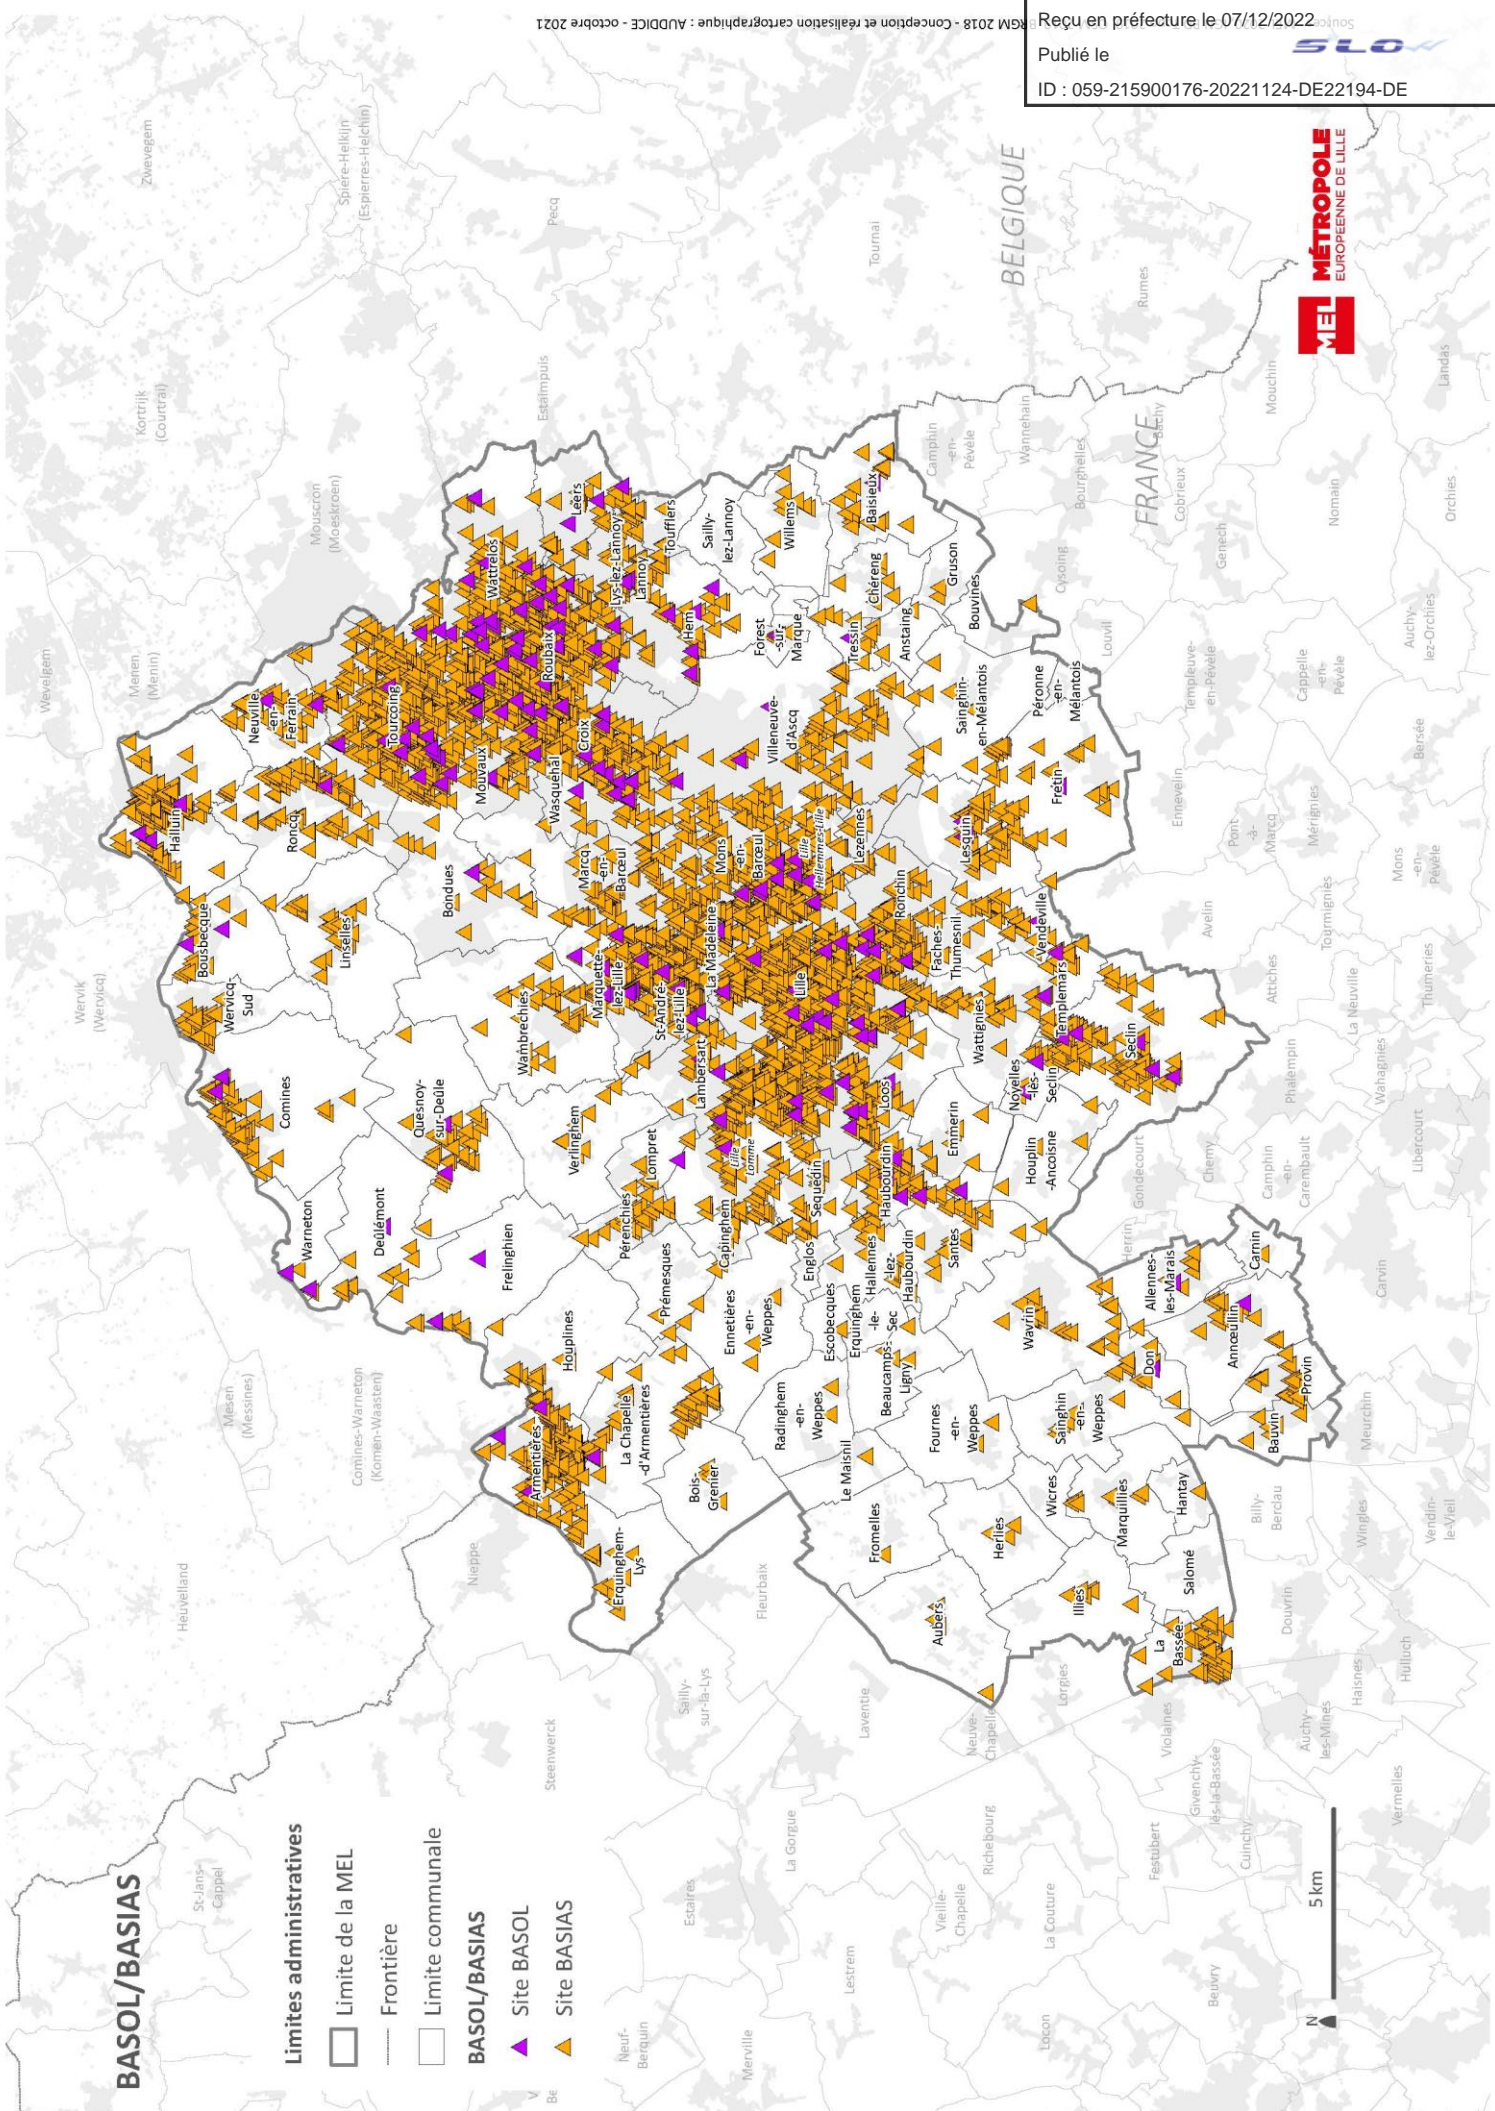 Reçu en préfecture le 07/12/2022
Publié le
ID : 059-215900176-20221124-DE22194-DE
BRGM 2018 - Conception et réalisation cartographique : AUDDICE - octobre 2021
BASOL/BASIAS
Limites administratives
Limite de la MEL
Frontière
Limite communale
BASOL/BASIAS
Site BASOL
Site BASIAS
MEL
MÉTROPOLE
EUROPEENNE DE LILLE
N
5 km
BELGIQUE
FRANCE
St-Jans-
Cappel
Heuvelland
Mesen
(Messines)
Comines-Warneton
(Komen-Waasten)
Wervik
(Wervicq)
Wevelgem
Menen
(Menin)
Kortrijk
(Courtrai)
Zwevegem
Mouscron
(Moeskroen)
Spiere-Helkijn
(Espierres-Helchin)
Estaimpuis
Pecq
Tournai
Rumes
Nieppe
Steenwerck
Neuf-
Berquin
Merville
Estaires
Sailly-
sur-la-Lys
Fleurbaix
La Gorgue
Lestrem
Laventie
Vieille-
Chapelle
Richebourg
Neuve-
Chapelle
Lorgies
La Couture
Locon
Festubert
Violaines
Givenchy-
lès-la-Bassée
Cuinchy
Beuvry
Auchy-
les-Mines
Haisnes
Hulluch
Vermelles
Douvrin
Billy-
Berclau
Wingles
Vendin-
le-Vieil
Meurchin
Carvin
Libercourt
Camphin
-en-
Carembault
Chemy
Gondecourt
Herrin
Phalempin
Wahagnies
La Neuville
Thumeries
Attiches
Avelin
Tourmignies
Mons
-en-
Pévèle
Ennevelin
Pont
-à-
Marcq
Mérignies
Bersée
Templeuve-
en-Pévèle
Cappelle
-en-
Pévèle
Auchy-
lez-Orchies
Louvil
Cysoing
Genech
Cobrieux
Nomain
Orchies
Bourghelles
Wannehain
Camphin
-en-
Pévèle
Bachy
Mouchin
Landas
Halluin
Bousbecque
Wervicq-
Sud
Comines
Warneton
Deûlémont
Quesnoy-
sur-Deûle
Frelinghien
Linselles
Roncq
Neuville
-en-
Ferrain
Tourcoing
Bondues
Mouvaux
Wattrelos
Roubaix
Croix
Wasquehal
Leers
Lys-lez-Lannoy
Lannoy
Toufflers
Sailly-
lez-Lannoy
Hem
Willems
Forest
-sur-
Marque
Baisieux
Chéreng
Tressin
Anstaing
Gruson
Bouvines
Villeneuve-
d'Ascq
Sainghin-
en-Mélantois
Péronne
-en-
Mélantois
Fretin
Lesquin
Lezennes
Ronchin
Faches-
Thumesnil
Vendeville
Templemars
Seclin
Noyelles
-lès-
Seclin
Wattignies
Houplin
-Ancoisne
Emmerin
Loos
Haubourdin
Santes
Hallennes
-lez-
Haubourdin
Sequedin
Englos
Capinghem
Lille
Lomme
Lille
Lille
Hellemmes-Lille
Mons
-en-
Barœul
Marcq
-en-
Barœul
La Madeleine
Marquette-
lez-Lille
St-André-
lez-Lille
Lambersart
Wambrechies
Verlinghem
Lompret
Pérenchies
Prémesques
Houplines
Armentières
La Chapelle
-d'Armentières
Erquinghem-
Lys
Bois-
Grenier
Ennetières
-en-
Weppes
Radinghem
-en-
Weppes
Escobecques
Erquinghem
-le-
Sec
Beaucamps-
Ligny
Le Maisnil
Fromelles
Aubers
Fournes
-en-
Weppes
Herlies
Wicres
Illies
Marquillies
Hantay
Salomé
La
Bassée
Sainghin
-en-
Weppes
Wavrin
Don
Allennes-
les-Marais
Annœullin
Carnin
Provin
Bauvin